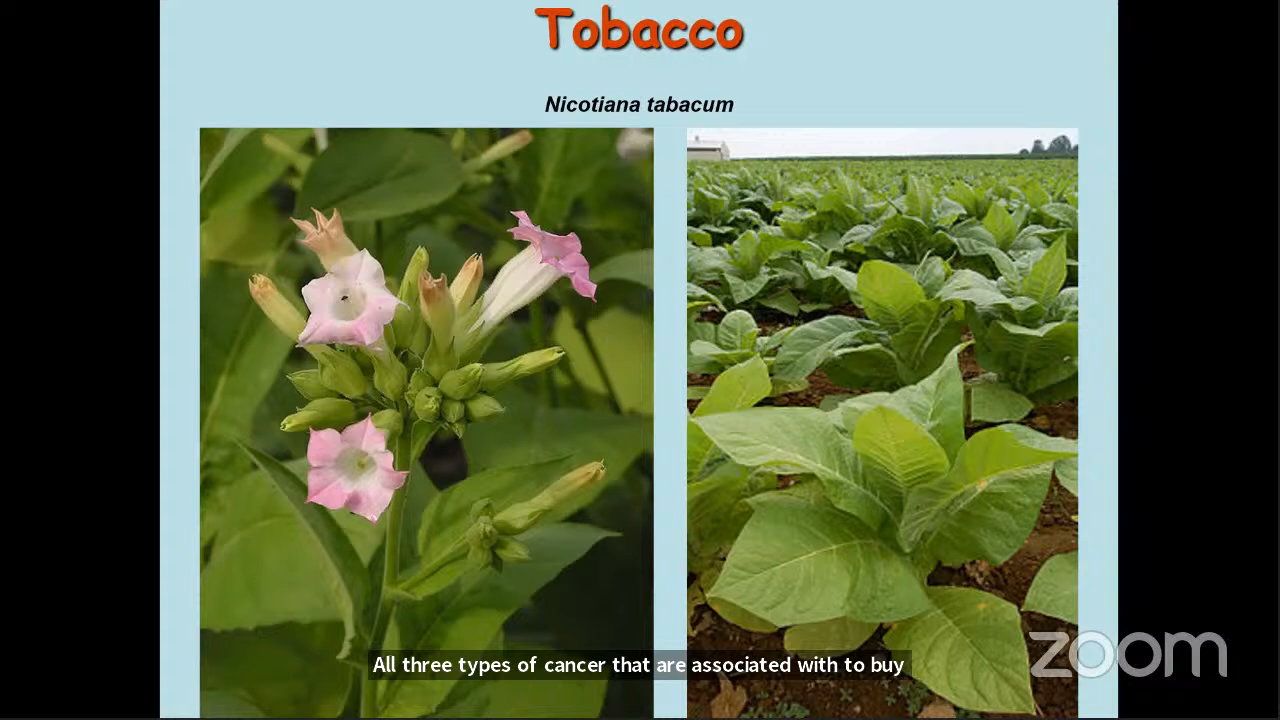 Tobacco
Nicotiana tabacum
All three types of cancer that are associated with to buy
zoom